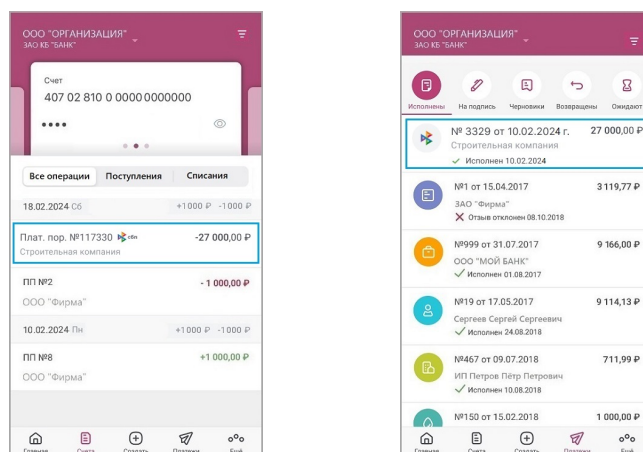 ООО "ОРГАНИЗАЦИЯ"
ЗАО КБ "БАНК"
Счет
407 02 810 0 0000 0000000
Все операции Поступления Списания
18.02.2024 Сб +1000 ₽ -1000 ₽
Плат. пор. №117330 сбп -27 000,00 ₽
Строительная компания
ПП №2 - 1 000,00 ₽
ООО "Фирма"
10.02.2024 Пн +1000 ₽ -1000 ₽
ПП №8 +1 000,00 ₽
ООО "Фирма"
Главная Счета Создать Платежи Ещё
ООО "ОРГАНИЗАЦИЯ"
ЗАО КБ "БАНК"
Исполнены На подпись Черновики Возвращены Ожидают
№ 3329 от 10.02.2024 г. 27 000,00 ₽
Строительная компания
Исполнен 10.02.2024
№1 от 15.04.2017 3 119,77 ₽
ЗАО "Фирма"
Отзыв отклонен 08.10.2018
№999 от 31.07.2017 9 166,00 ₽
ООО "МОЙ БАНК"
Исполнен 01.08.2017
№19 от 17.05.2017 9 114,13 ₽
Сергеев Сергей Сергеевич
Исполнен 24.08.2018
№467 от 09.07.2018 711,99 ₽
ИП Петров Пётр Петрович
Исполнен 10.08.2018
№150 от 15.02.2018 1 000,00 ₽
Главная Счета Создать Платежи Ещё